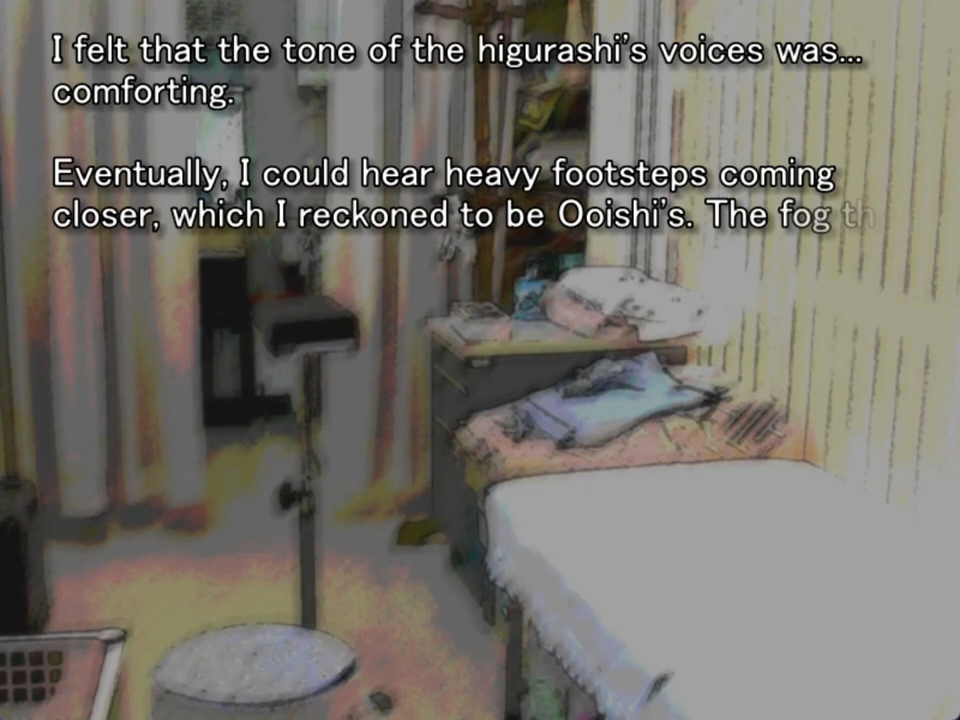 I felt that the tone of the higurashi's voices was...
comforting.
Eventually, I could hear heavy footsteps coming
closer, which I reckoned to be Ooishi's. The fog th